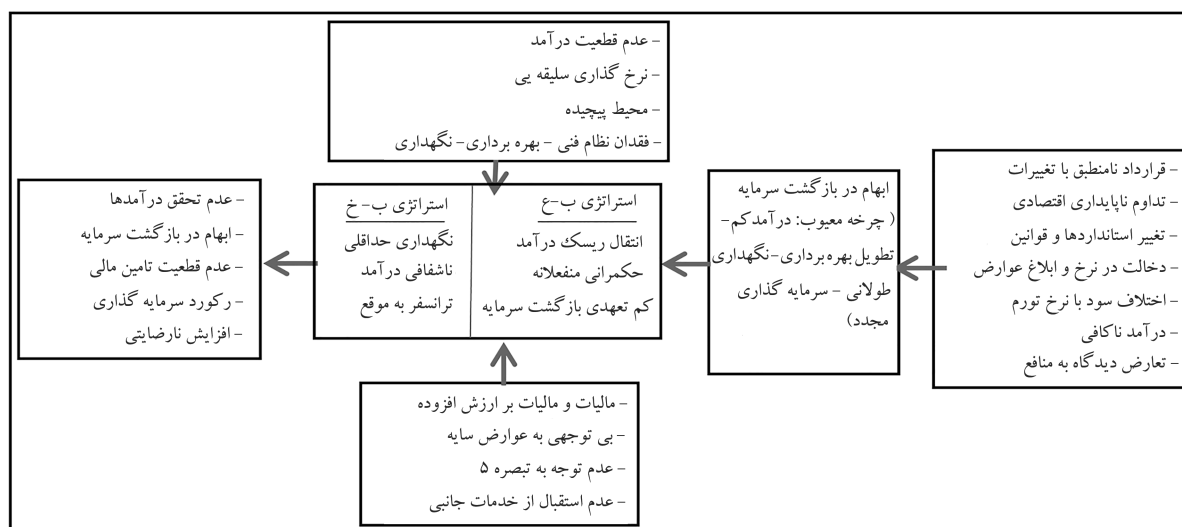 - عدم قطعیت درآمد
- نرخ گذاری سلیقه یی
- محیط پیچیده
- فقدان نظام فنی - بهره برداری- نگهداری
- قرارداد نامنطبق با تغییرات
- تداوم ناپایداری اقتصادی
- تغییر استانداردها و قوانین
- دخالت در نرخ و ابلاغ عوارض
- اختلاف سود با نرخ تورم
- درآمد ناکافی
- تعارض دیدگاه به منافع
ابهام در بازگشت سرمایه
( چرخه معیوب: درآمدکم-
تطویل بهره برداری-نگهداری
طولانی - سرمایه گذاری
مجدد)
استراتژی ب-ع
انتقال ریسک درآمد
حکمرانی منفعلانه
کم تعهدی بازگشت سرمایه
استراتژی ب- خ
نگهداری حداقلی
ناشفافی درآمد
ترانسفر به موقع
- عدم تحقق درآمدها
- ابهام در بازگشت سرمایه
- عدم قطعیت تامین مالی
- رکورد سرمایه گذاری
- افزایش نارضایتی
- مالیات و مالیات بر ارزش افزوده
- بی توجهی به عوارض سایه
- عدم توجه به تبصره ۵
- عدم استقبال از خدمات جانبی